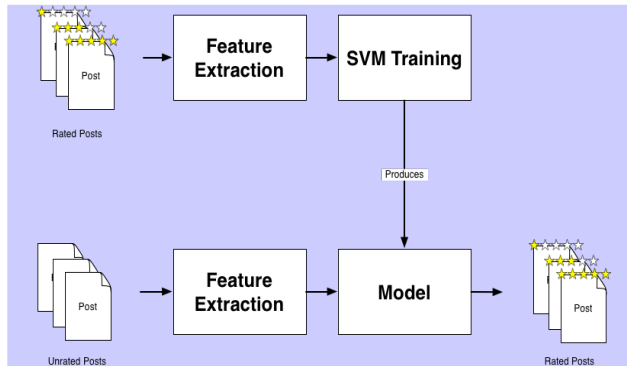 Post
Rated Posts
Feature
Extraction
SVM Training
Produces
Post
Unrated Posts
Feature
Extraction
Model
Post
Rated Posts